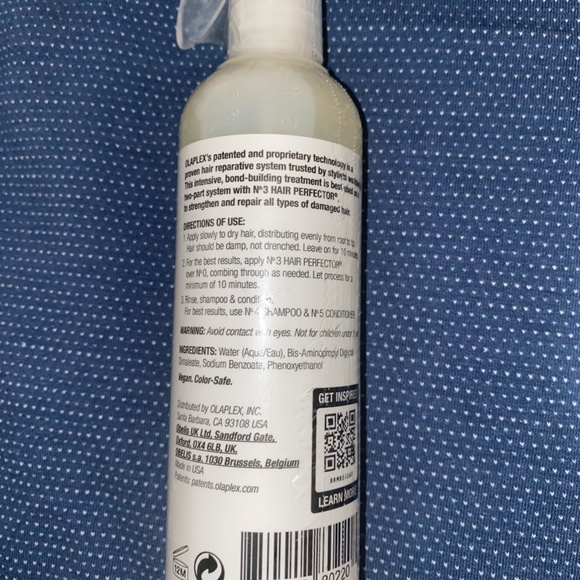 OLAPLEX's patented and proprietary technology is a
proven hair reparative system trusted by stylists
This intensive, bond-building treatment is best used as a
two-part system with Nº3 HAIR PERFECTOR®
to strengthen and repair all types of damaged hair.
DIRECTIONS OF USE:
1. Apply slowly to dry hair, distributing evenly from root to tip.
Hair should be damp, not drenched. Leave on for 10 minutes.
2. For the best results, apply Nº3 HAIR PERFECTOR®
over Nº0, combing through as needed. Let process for a
minimum of 10 minutes.
3. Rinse, shampoo & condition.
For best results, use Nº4 SHAMPOO & Nº5 CONDITIONER
WARNING: Avoid contact with eyes. Not for children under 3
INGREDIENTS: Water (Aqua/Eau), Bis-Aminopropyl Diglycol
Dimaleate, Sodium Benzoate, Phenoxyethanol
Vegan. Color-Safe.
GET INSPIRED
Distributed by OLAPLEX, INC.
Santa Barbara, CA 93108 USA
Obelis UK Ltd, Sandford Gate,
Oxford, OX4 6LB, UK.
OBELIS s.a. 1030 Brussels, Belgium
Made in USA
Patents: patents.olaplex.com
LEARN MORE
12M
80220